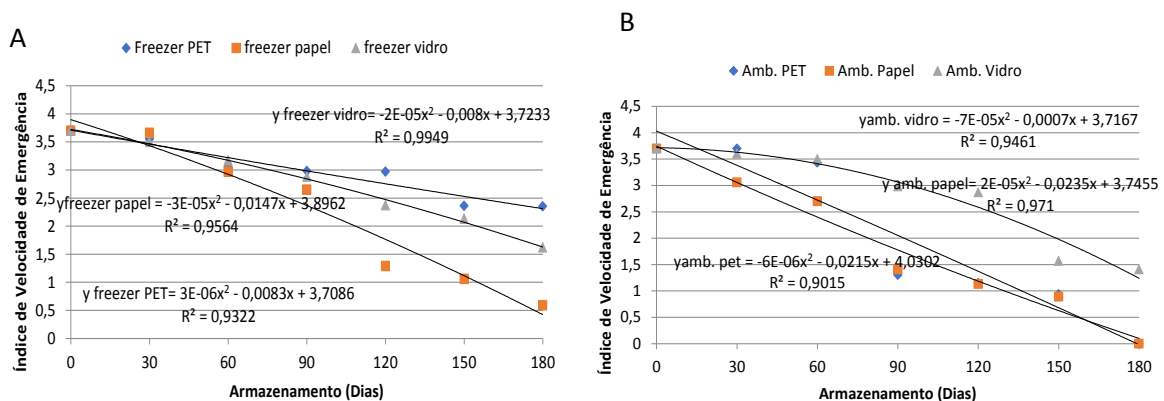 A
Freezer PET freezer papel freezer vidro
Índice de Velocidade de Emergência
4,5
4
3,5
3
2,5
2
1,5
1
0,5
0
y freezer vidro= -2E-05x² - 0,008x + 3,7233
R² = 0,9949
yfreezer papel = -3E-05x² - 0,0147x + 3,8962
R² = 0,9564
y freezer PET= 3E-06x² - 0,0083x + 3,7086
R² = 0,9322
0 30 60 90 120 150 180
Armazenamento (Dias)
B
Amb. PET Amb. Papel Amb. Vidro
Índice de Velocidade de Emergência
4,5
4
3,5
3
2,5
2
1,5
1
0,5
0
yamb. vidro = -7E-05x² - 0,0007x + 3,7167
R² = 0,9461
y amb. papel= 2E-05x² - 0,0235x + 3,7455
R² = 0,971
yamb. pet = -6E-06x² - 0,0215x + 4,0302
R² = 0,9015
0 30 60 90 120 150 180
Armazenamento (Dias)